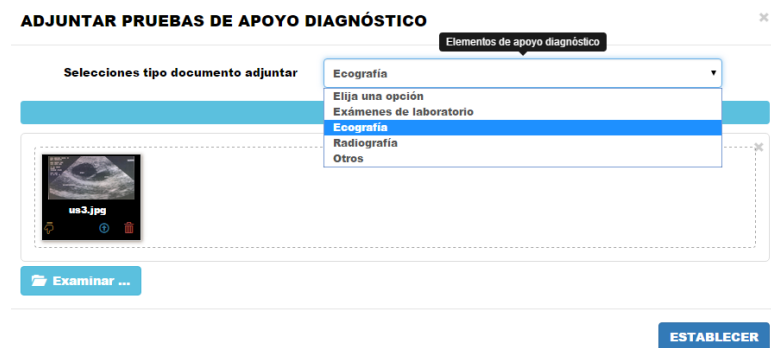 ADJUNTAR PRUEBAS DE APOYO DIAGNÓSTICO
Elementos de apoyo diagnóstico
Selecciones tipo documento adjuntar
Ecografía
Elija una opción
Exámenes de laboratorio
Ecografía
Radiografía
Otros
us3.jpg
Examinar ...
ESTABLECER